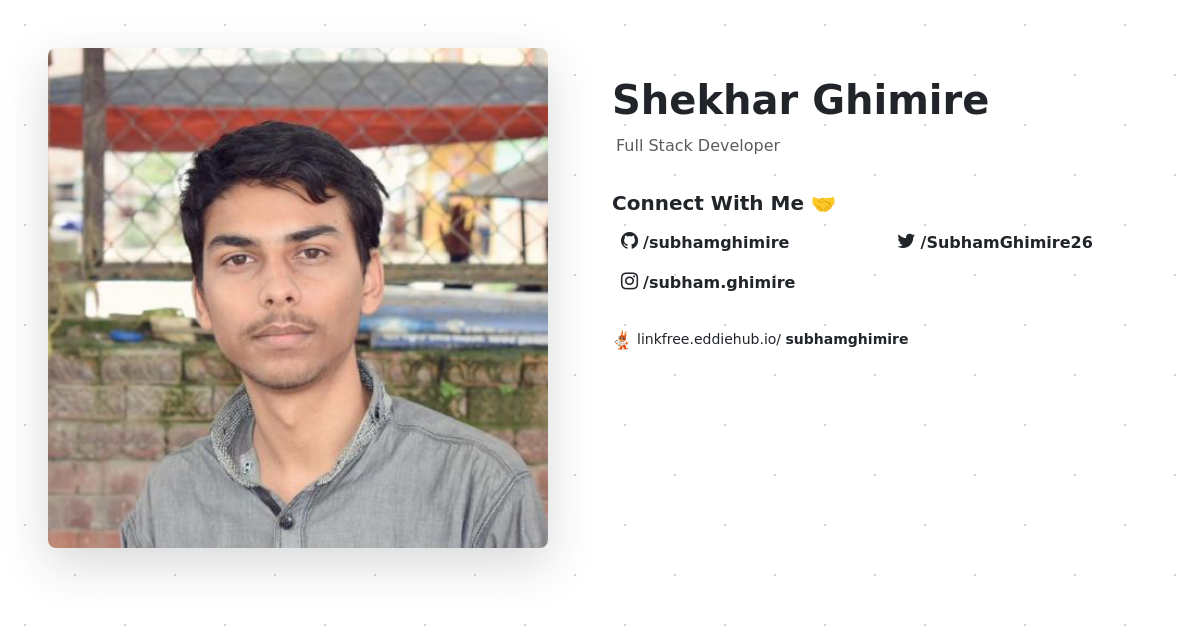 Shekhar Ghimire
Full Stack Developer
Connect With Me 🤝
/subhamghimire
/SubhamGhimire26
/subham.ghimire
linkfree.eddiehub.io/ subhamghimire